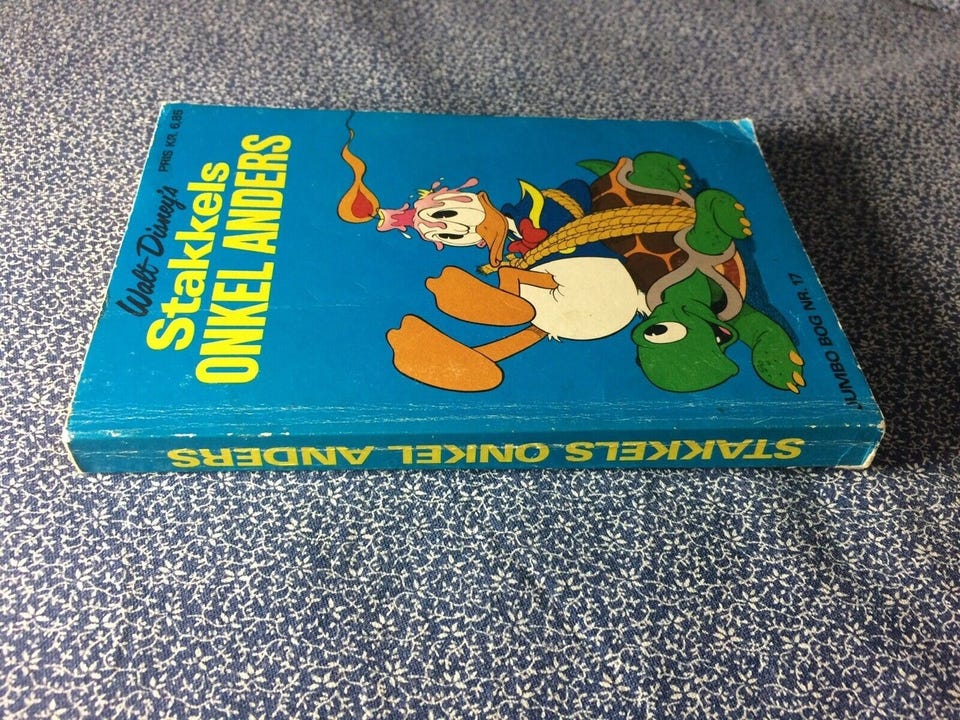 PRIS KR. 6,85
Walt Disney's
Stakkels
ONKEL ANDERS
JUMBO BOG NR. 17
STAKKELS ONKEL ANDERS